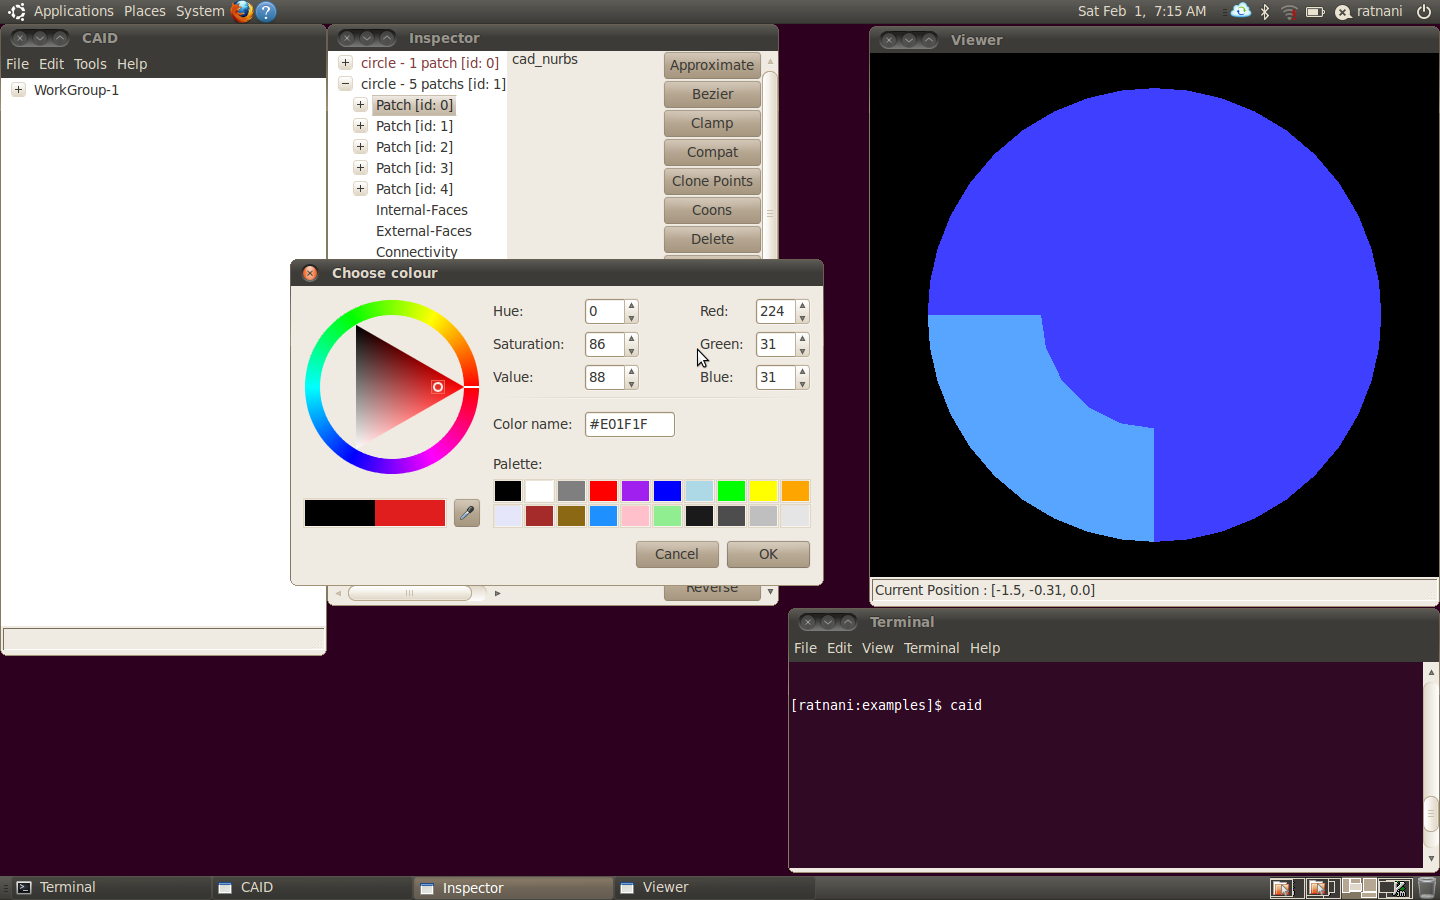 Applications Places System
Sat Feb 1, 7:15 AM
ratnani
CAID
File Edit Tools Help
WorkGroup-1
Inspector
circle - 1 patch [id: 0]
circle - 5 patchs [id: 1]
Patch [id: 0]
Patch [id: 1]
Patch [id: 2]
Patch [id: 3]
Patch [id: 4]
Internal-Faces
External-Faces
Connectivity
cad_nurbs
Approximate
Bezier
Clamp
Compat
Clone Points
Coons
Delete
Reverse
Choose colour
Hue: 0
Red: 224
Saturation: 86
Green: 31
Value: 88
Blue: 31
Color name: #E01F1F
Palette:
Cancel
OK
Viewer
Current Position : [-1.5, -0.31, 0.0]
Terminal
File Edit View Terminal Help
[ratnani:examples]$ caid
Terminal
CAID
Inspector
Viewer